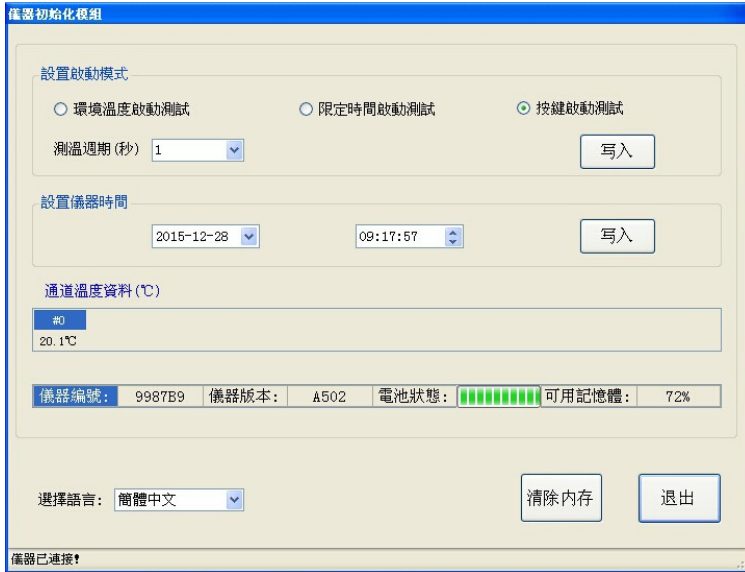 儀器初始化模組
設置啟動模式
環境溫度啟動測試 限定時間啟動測試 按鍵啟動測試
測溫週期(秒) 1 写入
設置儀器時間
2015-12-28 09:17:57 写入
通道溫度資料(℃)
#0
20.1℃
儀器編號: 9987B9 儀器版本: A502 電池狀態: 可用記憶體: 72%
選擇語言: 簡體中文 清除内存 退出
儀器已連接!